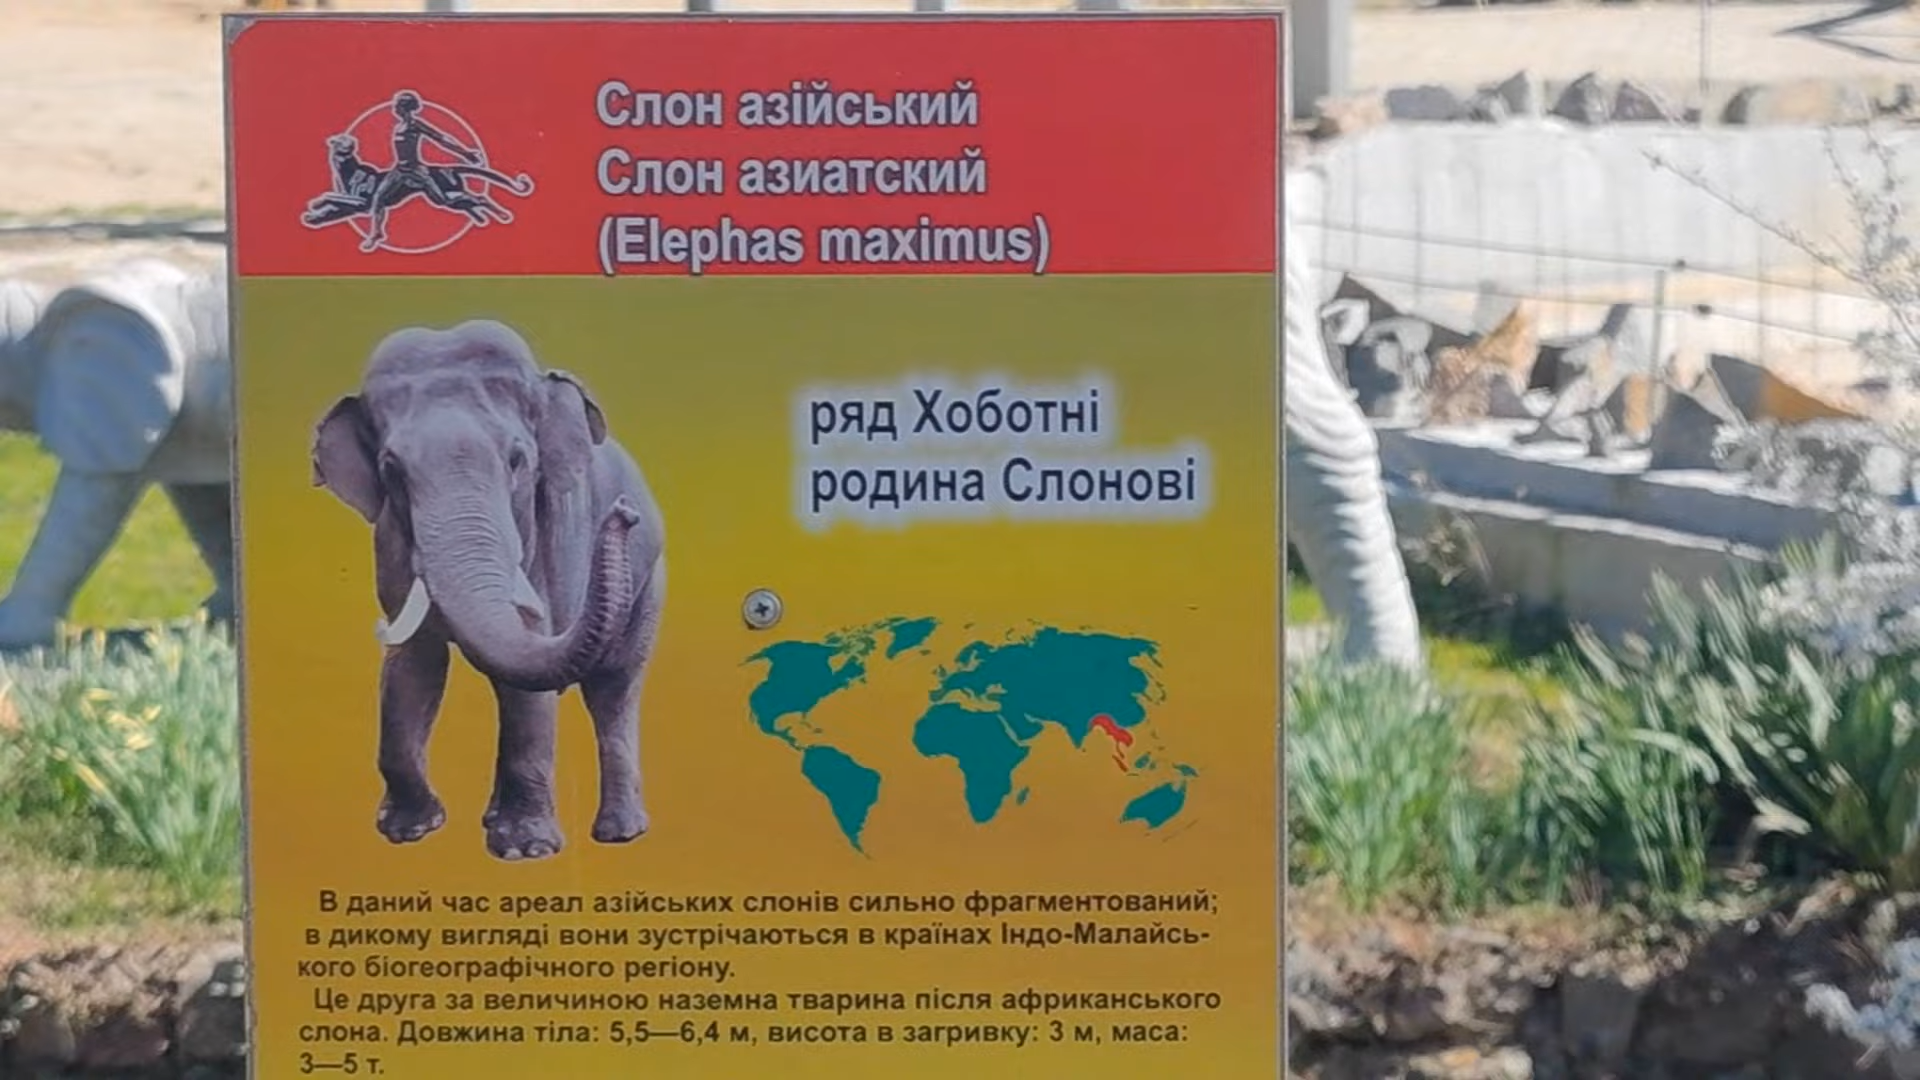 Слон азійський
Слон азиатский
(Elephas maximus)
ряд Хоботні
родина Слонові
В даний час ареал азійських слонів сильно фрагментований;
в дикому вигляді вони зустрічаються в країнах Індо-Малайсь-
кого біогеографічного регіону.
Це друга за величиною наземна тварина після африканського
слона. Довжина тіла: 5,5—6,4 м, висота в загривку: 3 м, маса:
3—5 т.